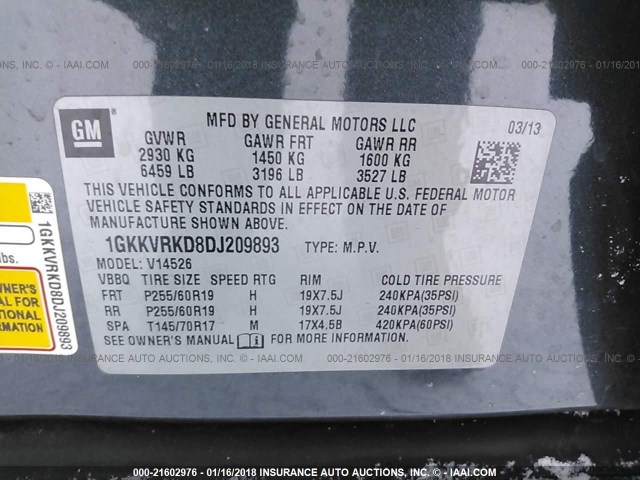 000-21602976 - 01/16/2018 INSURANCE AUTO AUCTIONS, INC. - IAAI.COM
GM
MFD BY GENERAL MOTORS LLC
03/13
GVWR GAWR FRT GAWR RR
2930 KG 1450 KG 1600 KG
6459 LB 3196 LB 3527 LB
THIS VEHICLE CONFORMS TO ALL APPLICABLE U.S. FEDERAL MOTOR
VEHICLE SAFETY STANDARDS IN EFFECT ON THE DATE OF
MANUFACTURE SHOWN ABOVE.
1GKKVRKD8DJ209893 TYPE: M.P.V.
MODEL: V14526
VBBQ TIRE SIZE SPEED RTG RIM COLD TIRE PRESSURE
FRT P255/60R19 H 19X7.5J 240KPA(35PSI)
RR P255/60R19 H 19X7.5J 240KPA(35PSI)
SPA T145/70R17 M 17X4.5B 420KPA(60PSI)
SEE OWNER'S MANUAL i FOR MORE INFORMATION.
lbs.
1GKKVRKD8DJ209893
OWNER'S
FOR
ADDITIONAL
INFORMATION
000-21602976 - 01/16/2018 INSURANCE AUTO AUCTIONS, INC. - IAAI.COM
000-21602976 - 01/16/2018 INSURANCE AUTO AUCTIONS, INC. - IAAI.COM